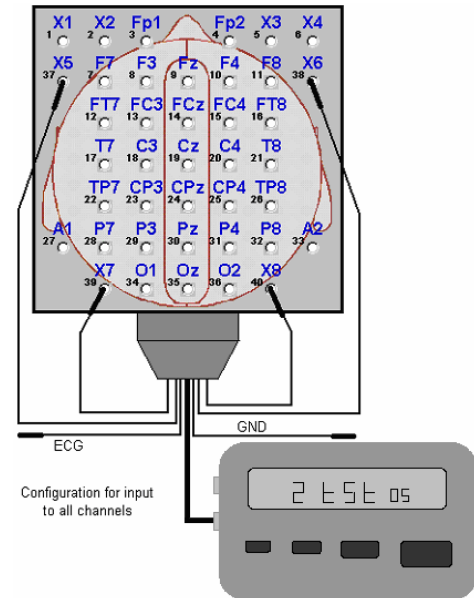 X1 X2 Fp1 Fp2 X3 X4
1 2 3 4 5 6
X5 F7 F3 Fz F4 F8 X6
37 7 8 9 10 11 38
FT7 FC3 FCz FC4 FT8
12 13 14 15 16
T7 C3 Cz C4 T8
17 18 19 20 21
TP7 CP3 CPz CP4 TP8
22 23 24 25 26
A1 P7 P3 Pz P4 P8 A2
27 28 29 30 31 32 33
X7 O1 Oz O2 X8
39 34 35 36 40
GND
ECG
Configuration for input
to all channels
2 tSt os